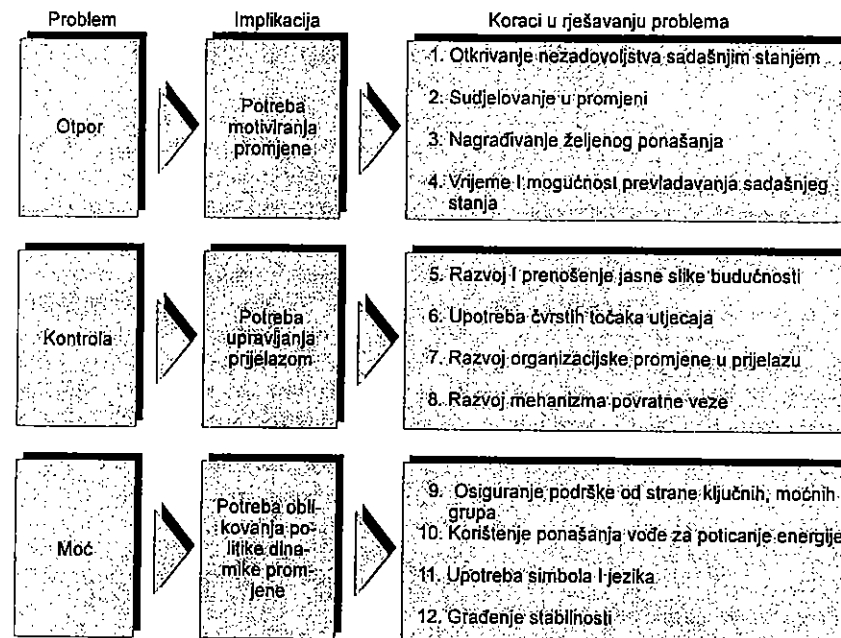 Problem
Implikacija
Koraci u rješavanju problema
Otpor
Potreba
motiviranja
promjene
1. Otkrivanje nezadovoljstva sadašnjim stanjem
2. Sudjelovanje u promjeni
3. Nagrađivanje željenog ponašanja
4. Vrijeme I mogućnost prevladavanja sadašnjeg
stanja
Kontrola
Potreba
upravljanja
prijelazom
5. Razvoj I prenošenje jasne slike budućnosti
6. Upotreba čvrstih točaka utjecaja
7. Razvoj organizacijske promjene u prijelazu
8. Razvoj mehanizma povratne veze
Moć
Potreba obli-
kovanja po-
litike dina-
mike prom-
jene
9. Osiguranje podrške od strane ključnih, moćnih
grupa
10. Korištenje ponašanja vođe za poticanje energije
11. Upotreba simbola I jezika
12. Građenje stabilnosti